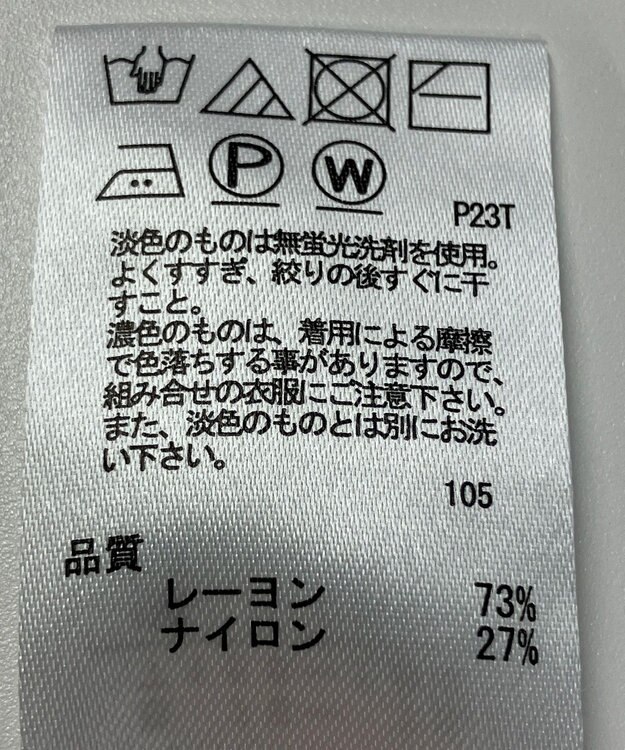 P
W
P23T
淡色のものは無蛍光洗剤を使用。
よくすすぎ、絞りの後すぐに干
すこと。
濃色のものは、着用による摩擦
で色落ちする事がありますので、
組み合せの衣服にご注意下さい。
また、淡色のものとは別にお洗
い下さい。
105
品質
レーヨン 73%
ナイロン 27%